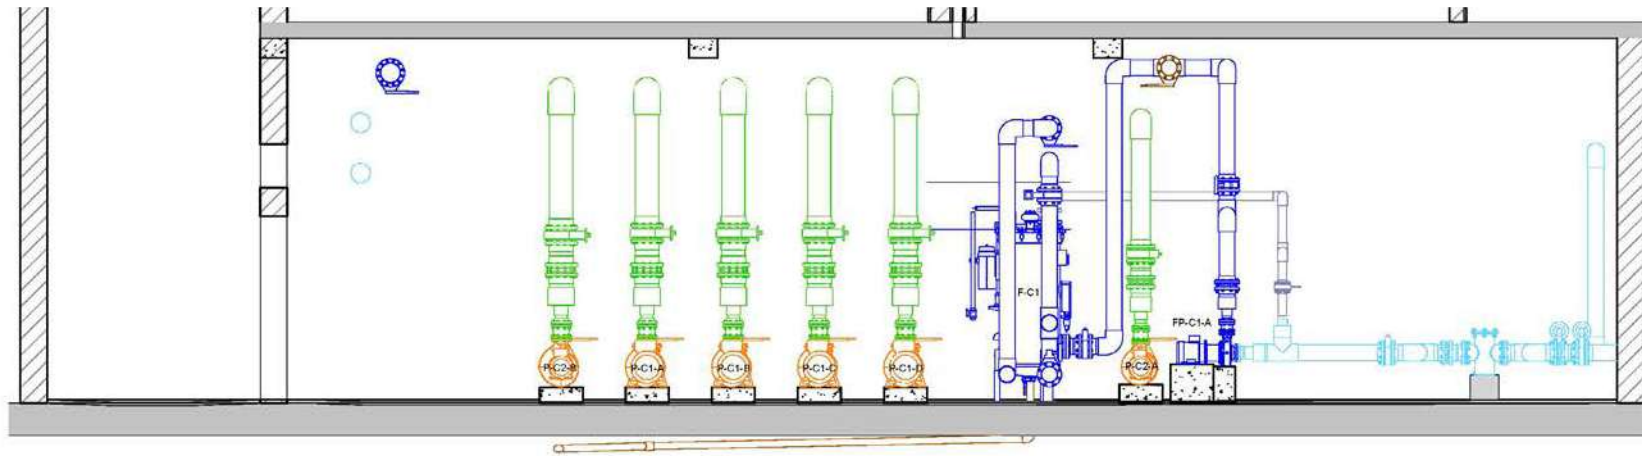 F-C1
FP-C1-A
P-C2-B
P-C1-A
P-C1-B
P-C1-C
P-C1-D
P-C2-A